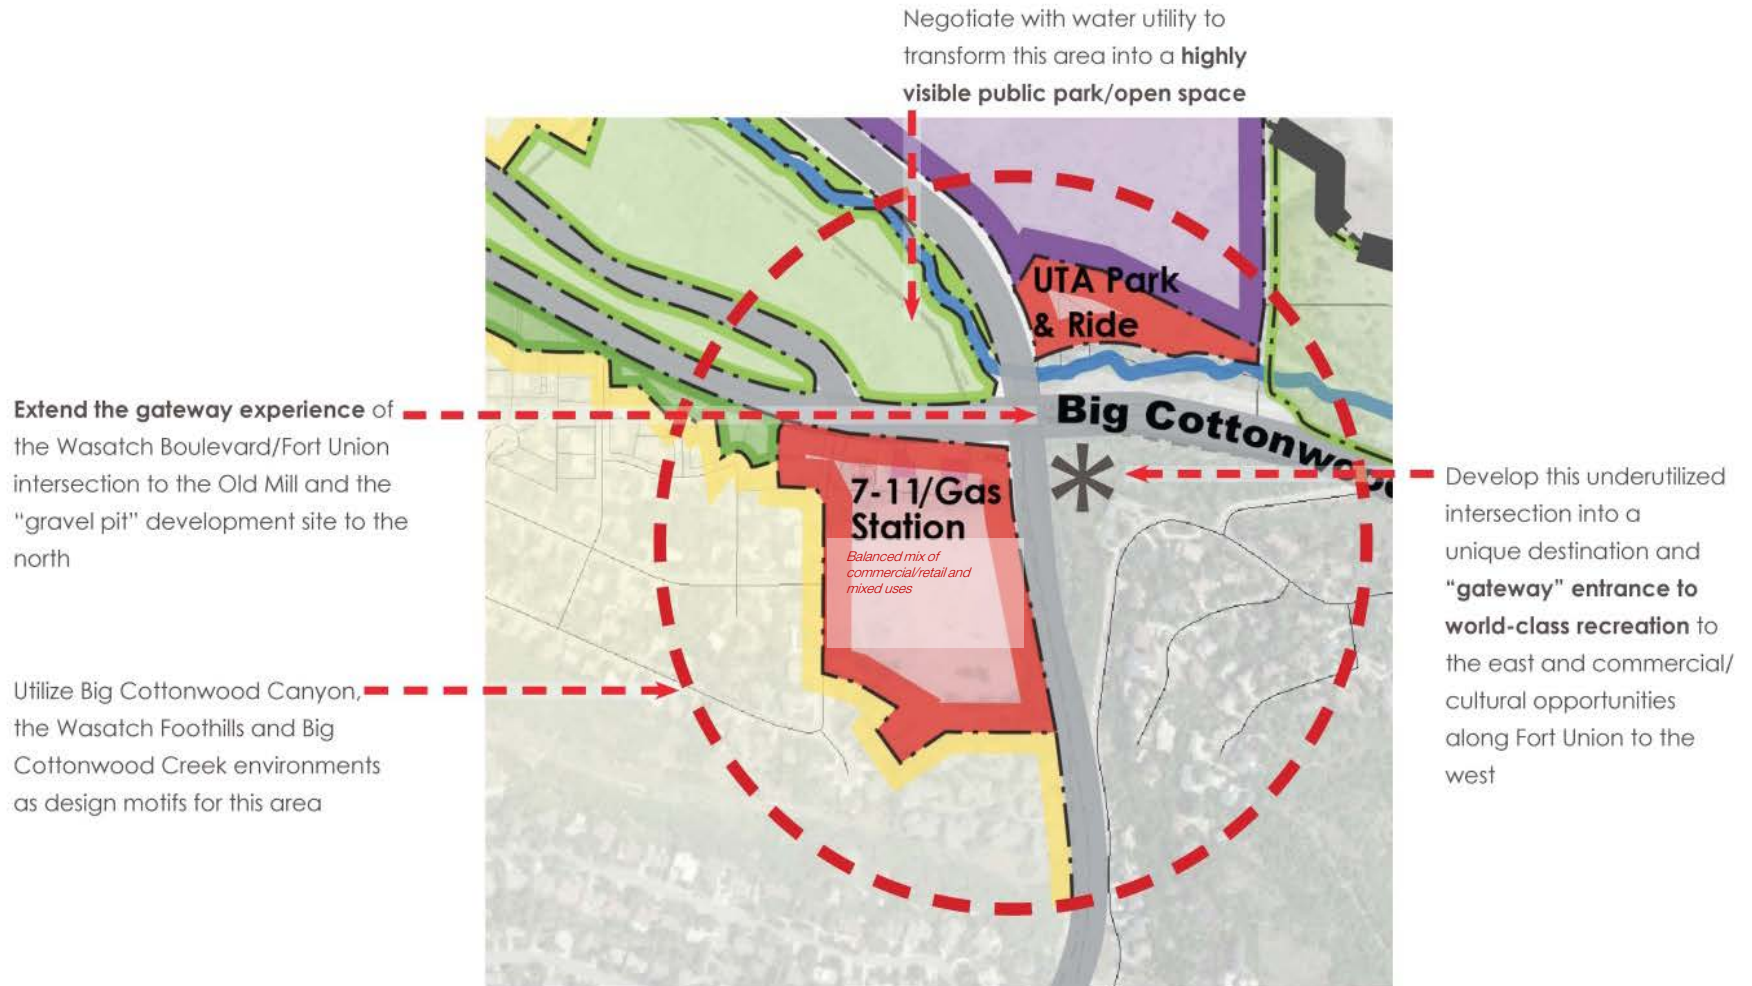 Negotiate with water utility to
transform this area into a highly
visible public park/open space
UTA Park
& Ride
Extend the gateway experience of
the Wasatch Boulevard/Fort Union
intersection to the Old Mill and the
“gravel pit” development site to the
north
Big Cottonwoo
7-11/Gas
Station
Balanced mix of
commercial/retail and
mixed uses
Develop this underutilized
intersection into a
unique destination and
“gateway” entrance to
world-class recreation to
the east and commercial/
cultural opportunities
along Fort Union to the
west
Utilize Big Cottonwood Canyon,
the Wasatch Foothills and Big
Cottonwood Creek environments
as design motifs for this area